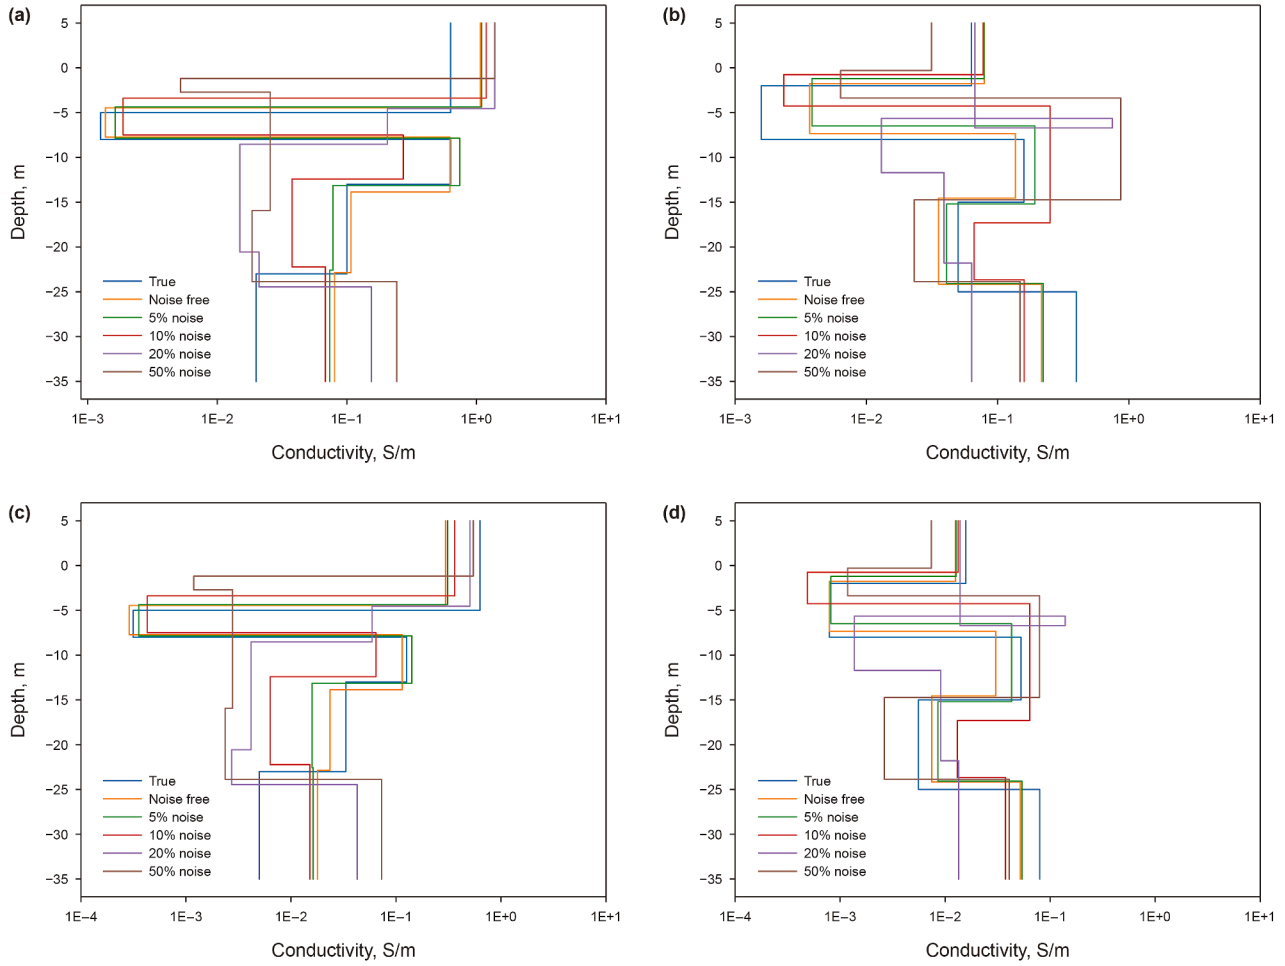 (a)
5
0
−5
−10
−15
−20
−25
−30
−35
Depth, m
True
Noise free
5% noise
10% noise
20% noise
50% noise
1E−3
1E−2
1E−1
1E+0
1E+1
Conductivity, S/m
(b)
5
0
−5
−10
−15
−20
−25
−30
−35
Depth, m
True
Noise free
5% noise
10% noise
20% noise
50% noise
1E−3
1E−2
1E−1
1E+0
1E+1
Conductivity, S/m
(c)
5
0
−5
−10
−15
−20
−25
−30
−35
Depth, m
True
Noise free
5% noise
10% noise
20% noise
50% noise
1E−4
1E−3
1E−2
1E−1
1E+0
1E+1
Conductivity, S/m
(d)
5
0
−5
−10
−15
−20
−25
−30
−35
Depth, m
True
Noise free
5% noise
10% noise
20% noise
50% noise
1E−4
1E−3
1E−2
1E−1
1E+0
1E+1
Conductivity, S/m